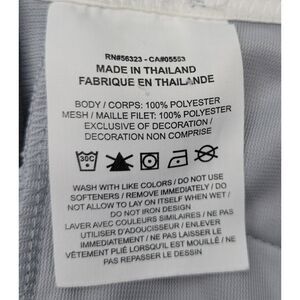 RN#56323 - CA#05553
MADE IN THAILAND
FABRIQUE EN THAILANDE
BODY / CORPS: 100% POLYESTER
MESH / MAILLE FILET: 100% POLYESTER
EXCLUSIVE OF DECORATION /
DECORATION NON COMPRISE
30C
WASH WITH LIKE COLORS / DO NOT USE
SOFTENERS / REMOVE IMMEDIATELY / DO
NOT ALLOW TO LAY ON ITSELF WHEN WET /
DO NOT IRON DESIGN
LAVER AVEC COULEURS SIMILAIRES / NE PAS
UTILISER D'ADOUCISSEUR / ENLEVER
IMMÉDIATEMENT / NE PAS LAISSER LE
VÊTEMENT PLIÉ LORSQU'IL EST MOUILLÉ / NE
PAS REPASSER LE DESSIN